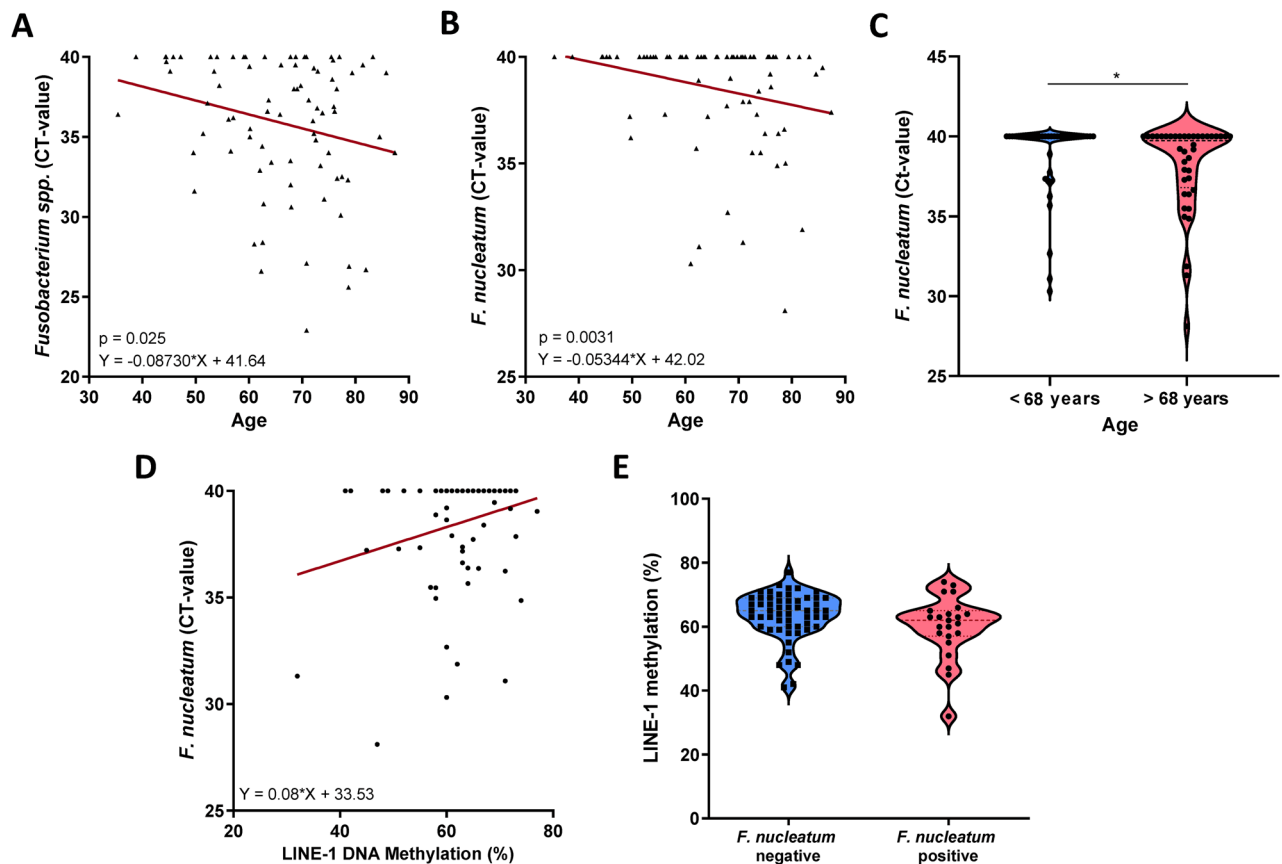 A
Fusobacterium spp. (CT-value)
40
35
30
25
20
p = 0.025
Y = -0.08730*X + 41.64
30 40 50 60 70 80 90
Age
B
F. nucleatum (CT-value)
40
35
30
25
p = 0.0031
Y = -0.05344*X + 42.02
30 40 50 60 70 80 90
Age
C
F. nucleatum (Ct-value)
45
40
35
30
25
*
< 68 years > 68 years
Age
D
F. nucleatum (CT-value)
40
35
30
25
Y = 0.08*X + 33.53
20 40 60 80
LINE-1 DNA Methylation (%)
E
LINE-1 methylation (%)
100
80
60
40
20
0
F. nucleatum
negative
F. nucleatum
positive